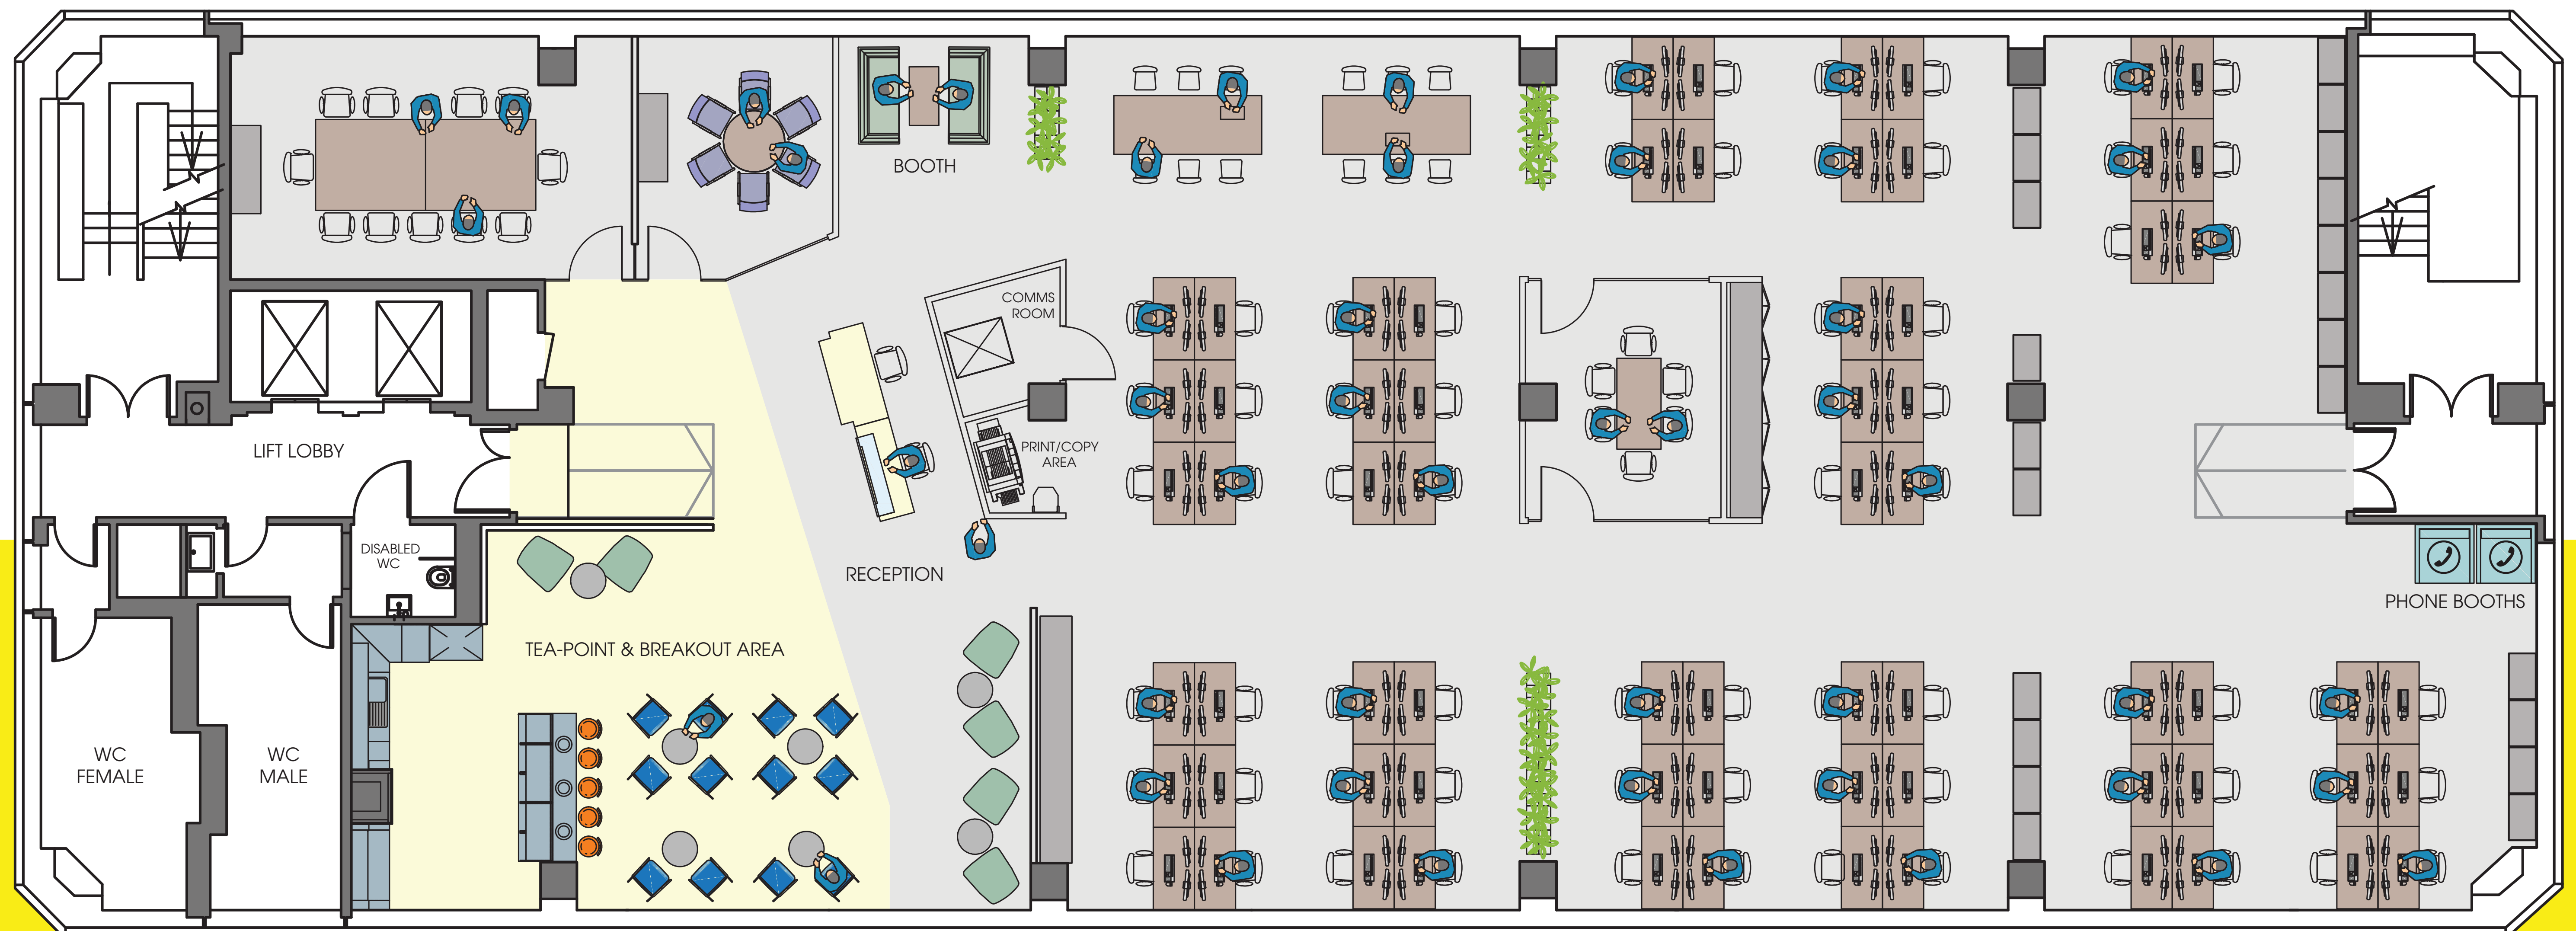 BOOTH
COMMS
ROOM
LIFT LOBBY
PRINT/COPY
AREA
DISABLED
WC
RECEPTION
PHONE BOOTHS
TEA-POINT & BREAKOUT AREA
WC
FEMALE
WC
MALE